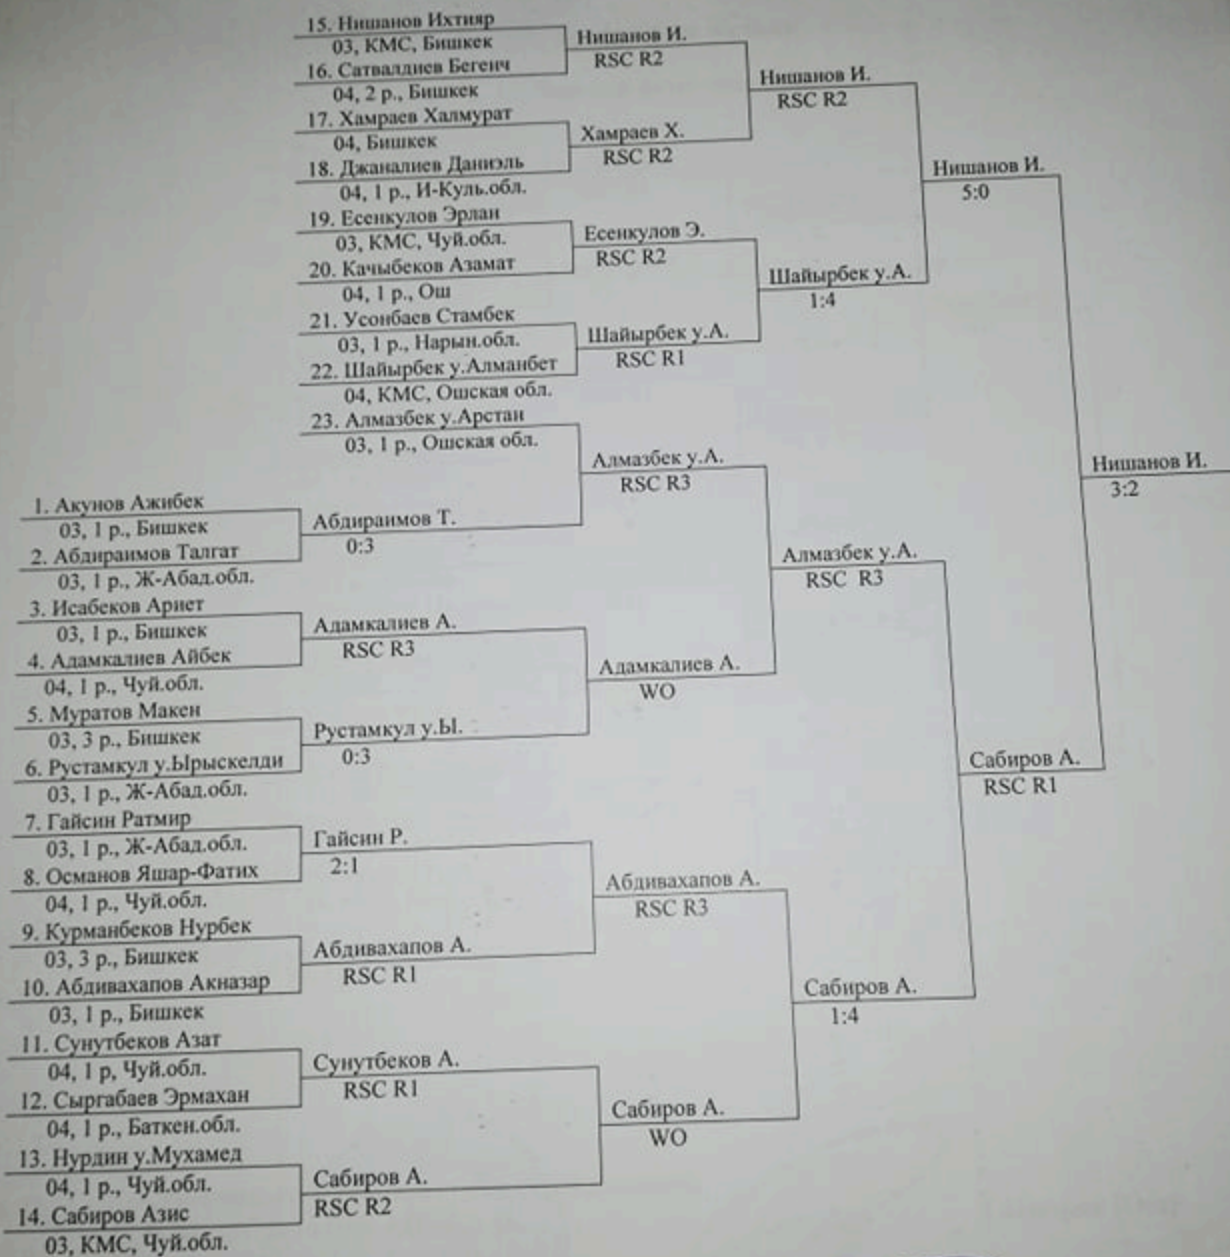 15. Нишанов Ихтияр
03, КМС, Бишкек
16. Сатвалдиев Бегенч
04, 2 р., Бишкек
17. Хамраев Халмурат
04, Бишкек
18. Джаналиев Даниэль
04, 1 р., И-Куль.обл.
19. Есенкулов Эрлан
03, КМС, Чуй.обл.
20. Качыбеков Азамат
04, 1 р., Ош
21. Усонбаев Стамбек
03, 1 р., Нарын.обл.
22. Шайырбек у.Алманбет
04, КМС, Ошская обл.
23. Алмазбек у.Арстан
03, 1 р., Ошская обл.
1. Акунов Ажибек
03, 1 р., Бишкек
2. Абдираимов Талгат
03, 1 р., Ж-Абад.обл.
3. Исабеков Ариет
03, 1 р., Бишкек
4. Адамкалиев Айбек
04, 1 р., Чуй.обл.
5. Муратов Макен
03, 3 р., Бишкек
6. Рустамкул у.Ырыскелди
03, 1 р., Ж-Абад.обл.
7. Гайсин Ратмир
03, 1 р., Ж-Абад.обл.
8. Османов Яшар-Фатих
04, 1 р., Чуй.обл.
9. Курманбеков Нурбек
03, 3 р., Бишкек
10. Абдивахапов Акназар
03, 1 р., Бишкек
11. Сунутбеков Азат
04, 1 р, Чуй.обл.
12. Сыргабаев Эрмахан
04, 1 р., Баткен.обл.
13. Нурдин у.Мухамед
04, 1 р., Чуй.обл.
14. Сабиров Азис
03, КМС, Чуй.обл.
Нишанов И.
RSC R2
Хамраев Х.
RSC R2
Есенкулов Э.
RSC R2
Шайырбек у.А.
RSC R1
Абдираимов Т.
0:3
Адамкалиев А.
RSC R3
Рустамкул у.Ы.
0:3
Гайсин Р.
2:1
Абдивахапов А.
RSC R1
Сунутбеков А.
RSC R1
Сабиров А.
RSC R2
Нишанов И.
RSC R2
Шайырбек у.А.
1:4
Алмазбек у.А.
RSC R3
Адамкалиев А.
WO
Абдивахапов А.
RSC R3
Сабиров А.
WO
Нишанов И.
5:0
Алмазбек у.А.
RSC R3
Сабиров А.
1:4
Сабиров А.
RSC R1
Нишанов И.
3:2